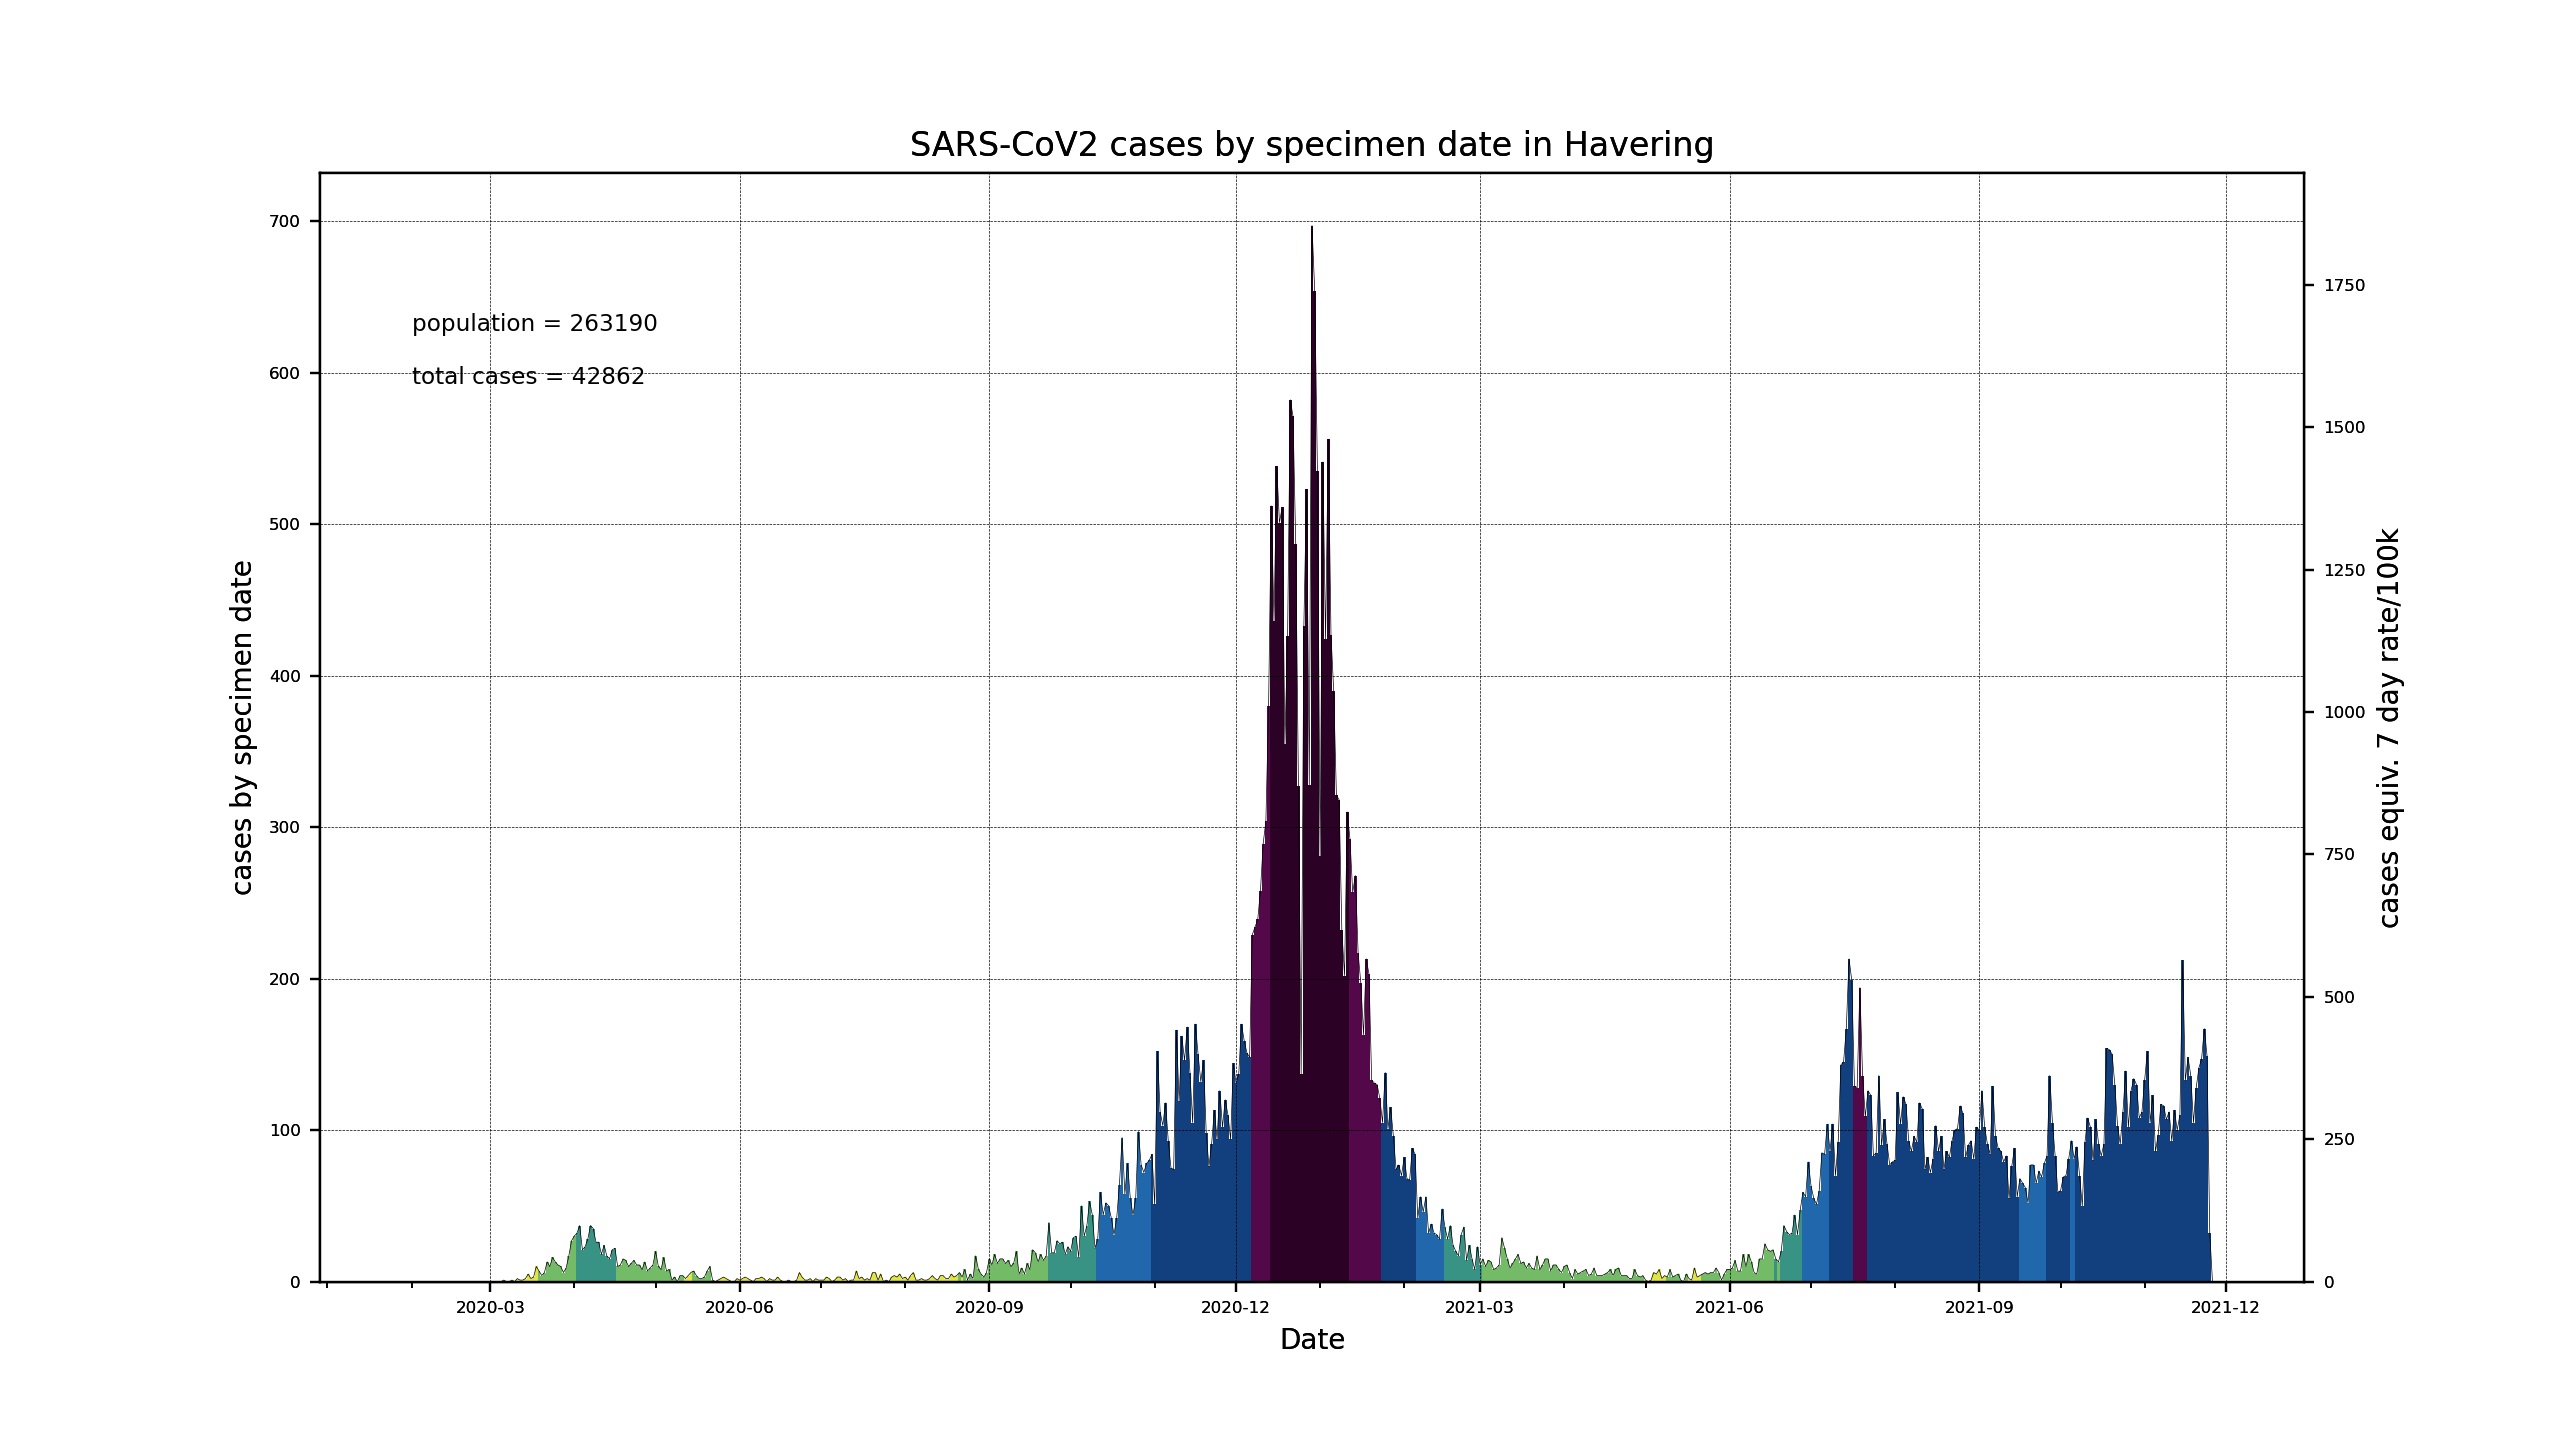 SARS-CoV2 cases by specimen date in Havering
population = 263190
total cases = 42862
cases by specimen date
700
600
500
400
300
200
100
0
1750
1500
1250
1000
750
500
250
0
cases equiv. 7 day rate/100k
2020-03 2020-06 2020-09 2020-12 2021-03 2021-06 2021-09 2021-12
Date